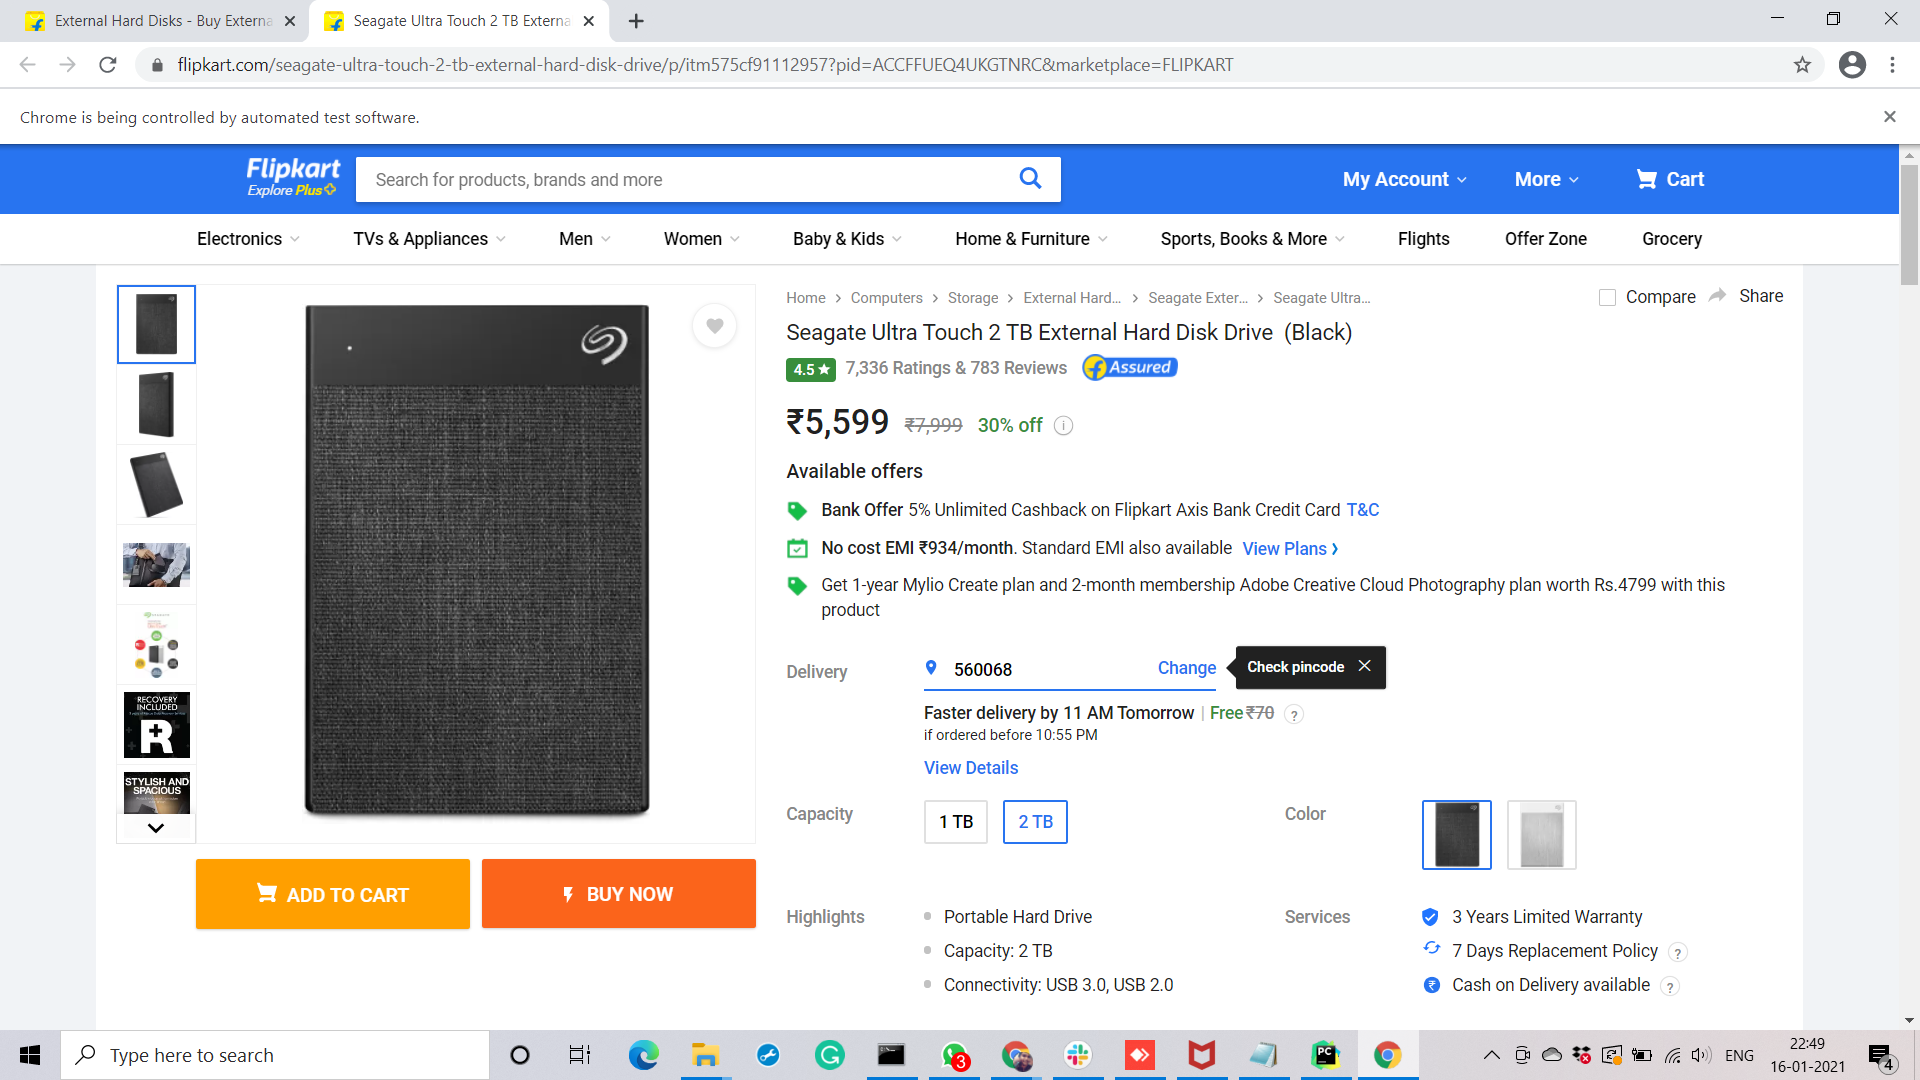 External Hard Disks - Buy Externa
Seagate Ultra Touch 2 TB Externa
flipkart.com/seagate-ultra-touch-2-tb-external-hard-disk-drive/p/itm575cf91112957?pid=ACCFFUEQ4UKGTNRC&marketplace=FLIPKART
Chrome is being controlled by automated test software.
Flipkart
Explore Plus
Search for products, brands and more
My Account
More
Cart
Electronics
TVs & Appliances
Men
Women
Baby & Kids
Home & Furniture
Sports, Books & More
Flights
Offer Zone
Grocery
Home > Computers > Storage > External Hard... > Seagate Exter... > Seagate Ultra...
Compare
Share
Seagate Ultra Touch 2 TB External Hard Disk Drive (Black)
4.5★ 7,336 Ratings & 783 Reviews Assured
₹5,599 ₹7,999 30% off
Available offers
Bank Offer 5% Unlimited Cashback on Flipkart Axis Bank Credit Card T&C
No cost EMI ₹934/month. Standard EMI also available View Plans
Get 1-year Mylio Create plan and 2-month membership Adobe Creative Cloud Photography plan worth Rs.4799 with this
product
Delivery
560068
Change
Check pincode
Faster delivery by 11 AM Tomorrow | Free ₹70 ?
if ordered before 10:55 PM
View Details
RECOVERY
INCLUDED
R
STYLISH AND
SPACIOUS
Capacity
1 TB
2 TB
Color
ADD TO CART
BUY NOW
Highlights
Portable Hard Drive
Capacity: 2 TB
Connectivity: USB 3.0, USB 2.0
Services
3 Years Limited Warranty
7 Days Replacement Policy ?
Cash on Delivery available ?
Type here to search
3
PC
ENG
22:49
16-01-2021
4